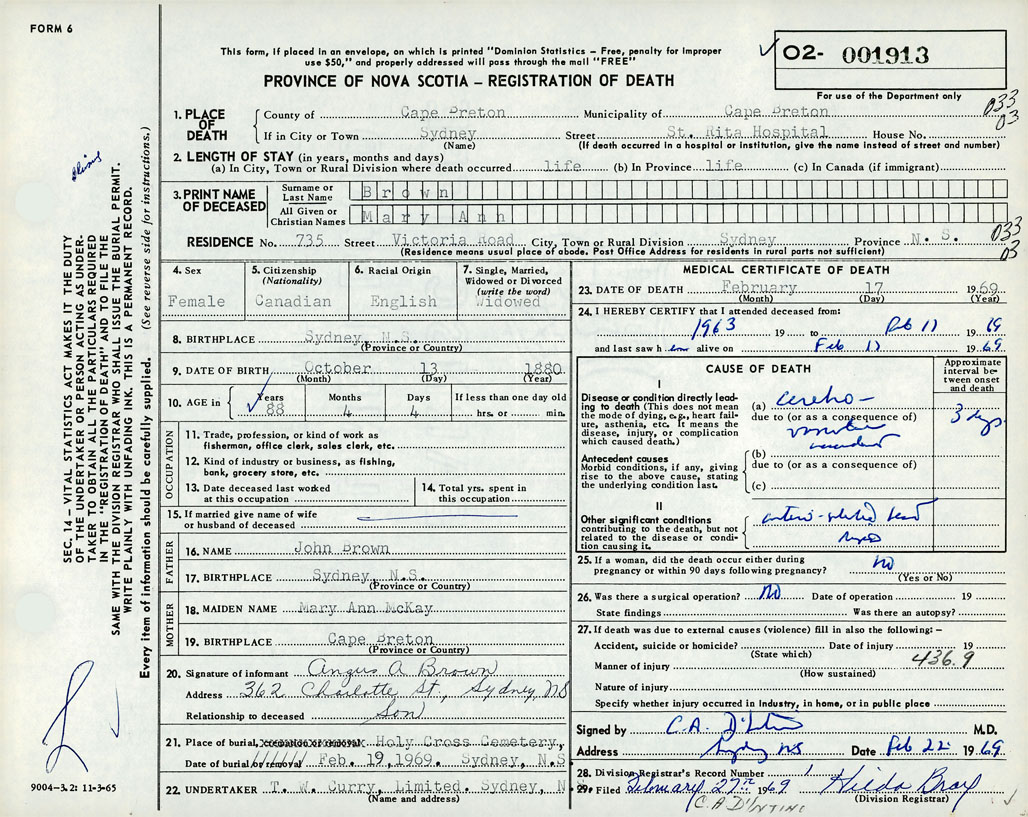 FORM 6
This form, if placed in an envelope, on which is printed "Dominion Statistics – Free, penalty for improper
use $50," and properly addressed will pass through the mail "FREE"
PROVINCE OF NOVA SCOTIA – REGISTRATION OF DEATH
✓ 02- 001913
For use of the Department only
033
03
1. PLACE OF DEATH
County of Cape Breton Municipality of Cape Breton
If in City or Town Sydney Street St. Rita Hospital House No.
(Name) (If death occurred in a hospital or institution, give the name instead of street and number)
2. LENGTH OF STAY (in years, months and days)
(a) In City, Town or Rural Division where death occurred life (b) In Province life (c) In Canada (if immigrant)
3. PRINT NAME OF DECEASED
Surname or Last Name Brown
All Given or Christian Names Mary Ann
RESIDENCE No. 735 Street Victoria Road City, Town or Rural Division Sydney Province N. S.
(Residence means usual place of abode. Post Office Address for residents in rural parts not sufficient)
033
03
4. Sex
Female
5. Citizenship
(Nationality)
Canadian
6. Racial Origin
English
7. Single, Married,
Widowed or Divorced
(write the word)
Widowed
8. BIRTHPLACE Sydney N.S.
(Province or Country)
9. DATE OF BIRTH October 13 1880
(Month) (Day) (Year)
10. AGE in
Years Months Days If less than one day old
✓ 88 4 4 hrs. or min.
OCCUPATION
11. Trade, profession, or kind of work as
fisherman, office clerk, sales clerk, etc.
12. Kind of industry or business, as fishing,
bank, grocery store, etc.
13. Date deceased last worked
at this occupation
14. Total yrs. spent in
this occupation
15. If married give name of wife
or husband of deceased
FATHER
16. NAME John Brown
17. BIRTHPLACE Sydney N.S.
(Province or Country)
MOTHER
18. MAIDEN NAME Mary Ann McKay
19. BIRTHPLACE Cape Breton
(Province or Country)
20. Signature of informant Angus A Brown
Address 362 Charlotte St, Sydney, NS
Relationship to deceased Son
21. Place of burial, cremation or removal Holy Cross Cemetery,
Date of burial or removal Feb. 19, 1969. Sydney, N.S.
22. UNDERTAKER T. W. Curry, Limited. Sydney, N.S.
(Name and address)
MEDICAL CERTIFICATE OF DEATH
23. DATE OF DEATH February 17 1969
(Month) (Day) (Year)
24. I HEREBY CERTIFY that I attended deceased from:
1963 19 to Feb 11 1969
and last saw her alive on Feb 11 1969
CAUSE OF DEATH
Approximate
interval be-
tween onset
and death
I
Disease or condition directly lead-
ing to death (This does not mean
the mode of dying, e.g., heart fail-
ure, asthenia, etc. It means the
disease, injury, or complication
which caused death.)
(a) Cerebro-
due to (or as a consequence of)
vascular
accident
3 days
Antecedent causes
Morbid conditions, if any, giving
rise to the above cause, stating
the underlying condition last.
(b)
due to (or as a consequence of)
(c)
II
Other significant conditions
contributing to the death, but not
related to the disease or condi-
tion causing it.
heart
25. If a woman, did the death occur either during
pregnancy or within 90 days following pregnancy? No
(Yes or No)
26. Was there a surgical operation? No Date of operation 19
State findings Was there an autopsy?
27. If death was due to external causes (violence) fill in also the following: –
Accident, suicide or homicide? Date of injury 19
(State which)
436.9
Manner of injury
(How sustained)
Nature of injury
Specify whether injury occurred in industry, in home, or in public place
Signed by C.A. D'Intino M.D.
Address Sydney NS Date Feb 22 1969
28. Division Registrar's Record Number 1
29. Filed February 27th 1969 Hilda Bray
(Division Registrar)
C.A D'INTINO
SEC. 14 – VITAL STATISTICS ACT MAKES IT THE DUTY
OF THE UNDERTAKER OR PERSON ACTING AS UNDER-
TAKER TO OBTAIN ALL THE PARTICULARS REQUIRED
IN THE "REGISTRATION OF DEATH" AND TO FILE THE
SAME WITH THE DIVISION REGISTRAR WHO SHALL ISSUE THE BURIAL PERMIT.
WRITE PLAINLY WITH UNFADING INK. THIS IS A PERMANENT RECORD.
Every item of information should be carefully supplied. (See reverse side for instructions.)
9004-3.2: 11-3-65